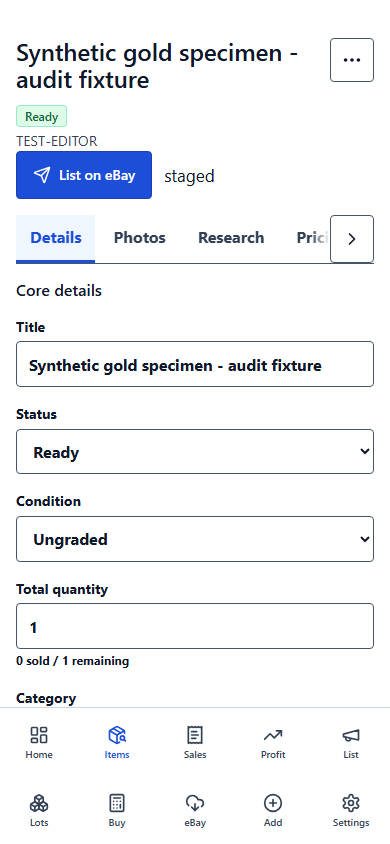 Synthetic gold specimen -
audit fixture
...
Ready
TEST-EDITOR
List on eBay
staged
Details
Photos
Research
Core details
Title
Synthetic gold specimen - audit fixture
Status
Ready
Condition
Ungraded
Total quantity
1
0 sold / 1 remaining
Category
Home
Items
Sales
Profit
List
Lots
Buy
eBay
Add
Settings